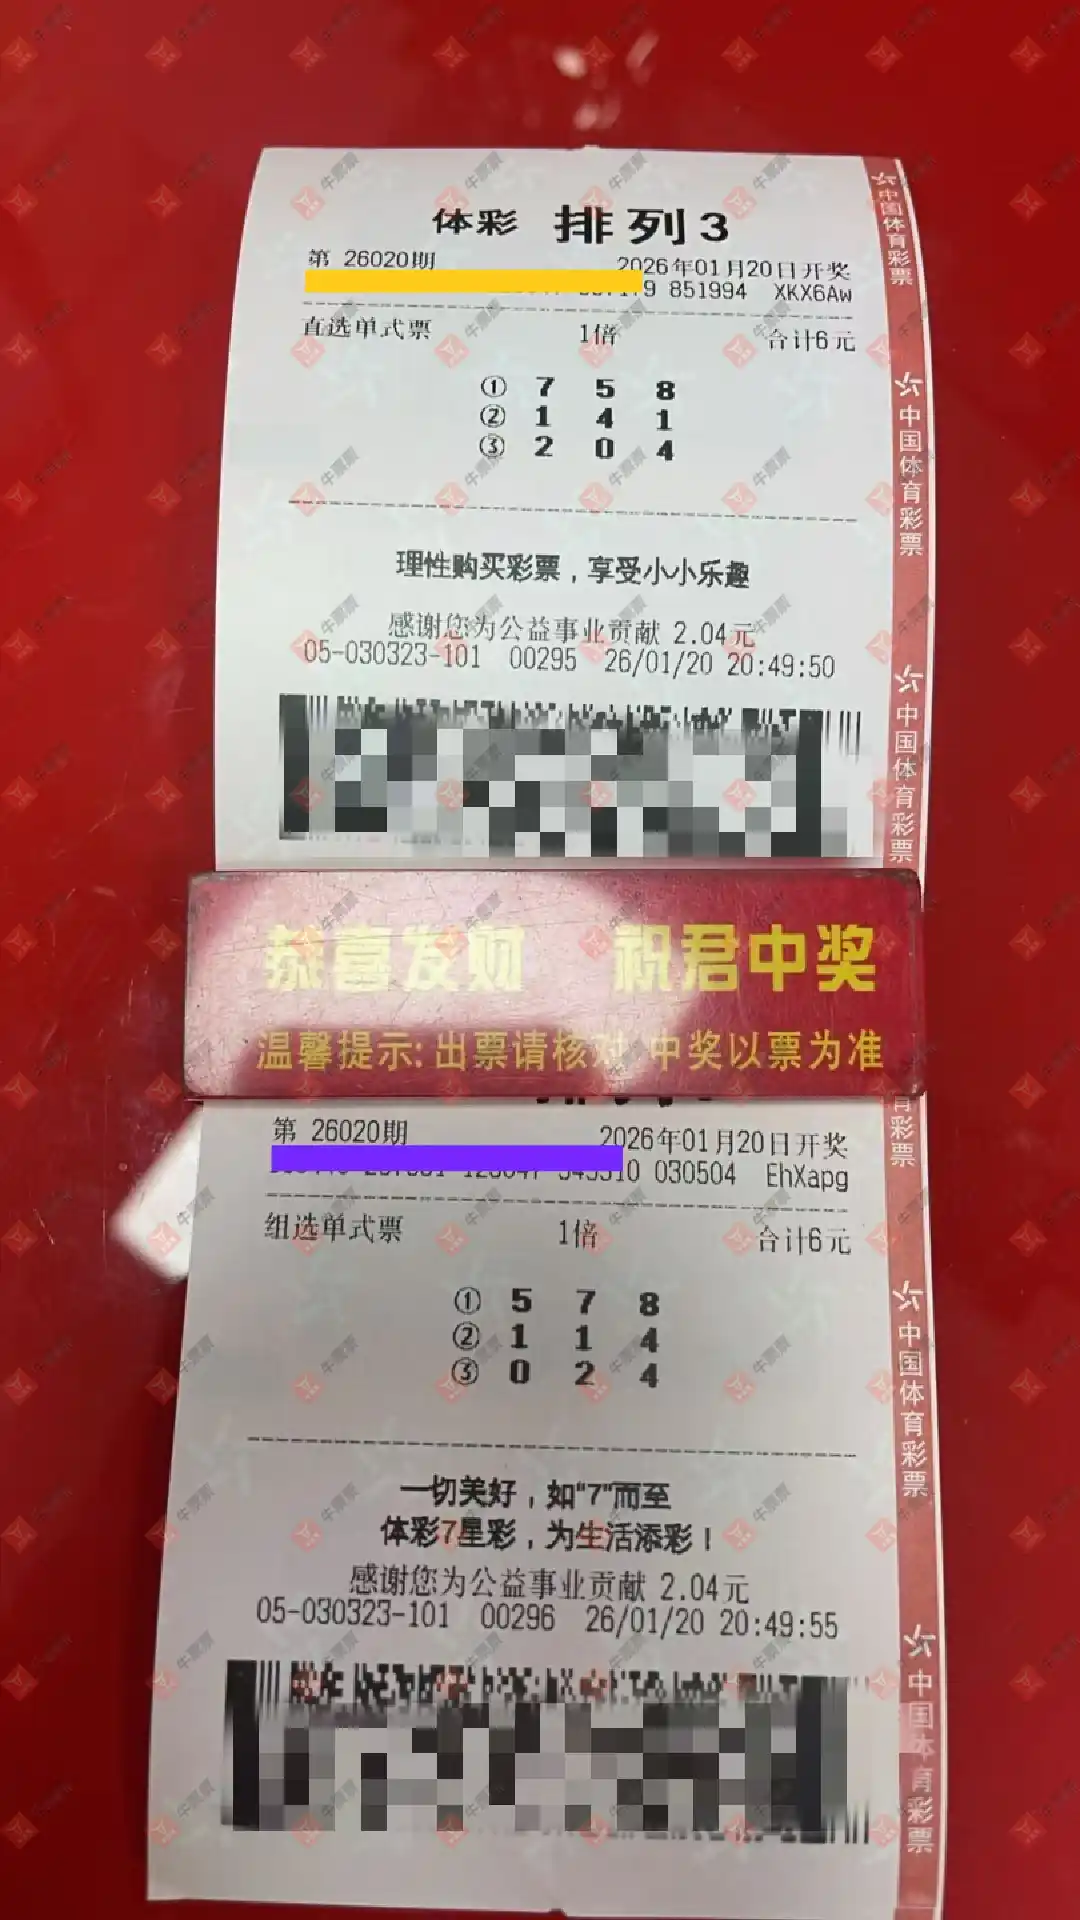 体彩 排列3
第 26020期 2026年01月20日开奖
851994 XKX6Aw
直选单式票 1倍 合计6元
① 7 5 8
② 1 4 1
③ 2 0 4
理性购买彩票，享受小小乐趣
感谢您为公益事业贡献 2.04元
05-030323-101 00295 26/01/20 20:49:50
中国体育彩票
中国体育彩票
中国体育彩票
恭喜发财 祝君中奖
温馨提示: 出票请核对 中奖以票为准
第 26020期 2026年01月20日开奖
030504 EhXapg
组选单式票 1倍 合计6元
① 5 7 8
② 1 1 4
③ 0 2 4
一切美好，如“7”而至
体彩7星彩，为生活添彩！
感谢您为公益事业贡献 2.04元
05-030323-101 00296 26/01/20 20:49:55
育彩票
中国体育彩票
中国体育彩票
牛票票